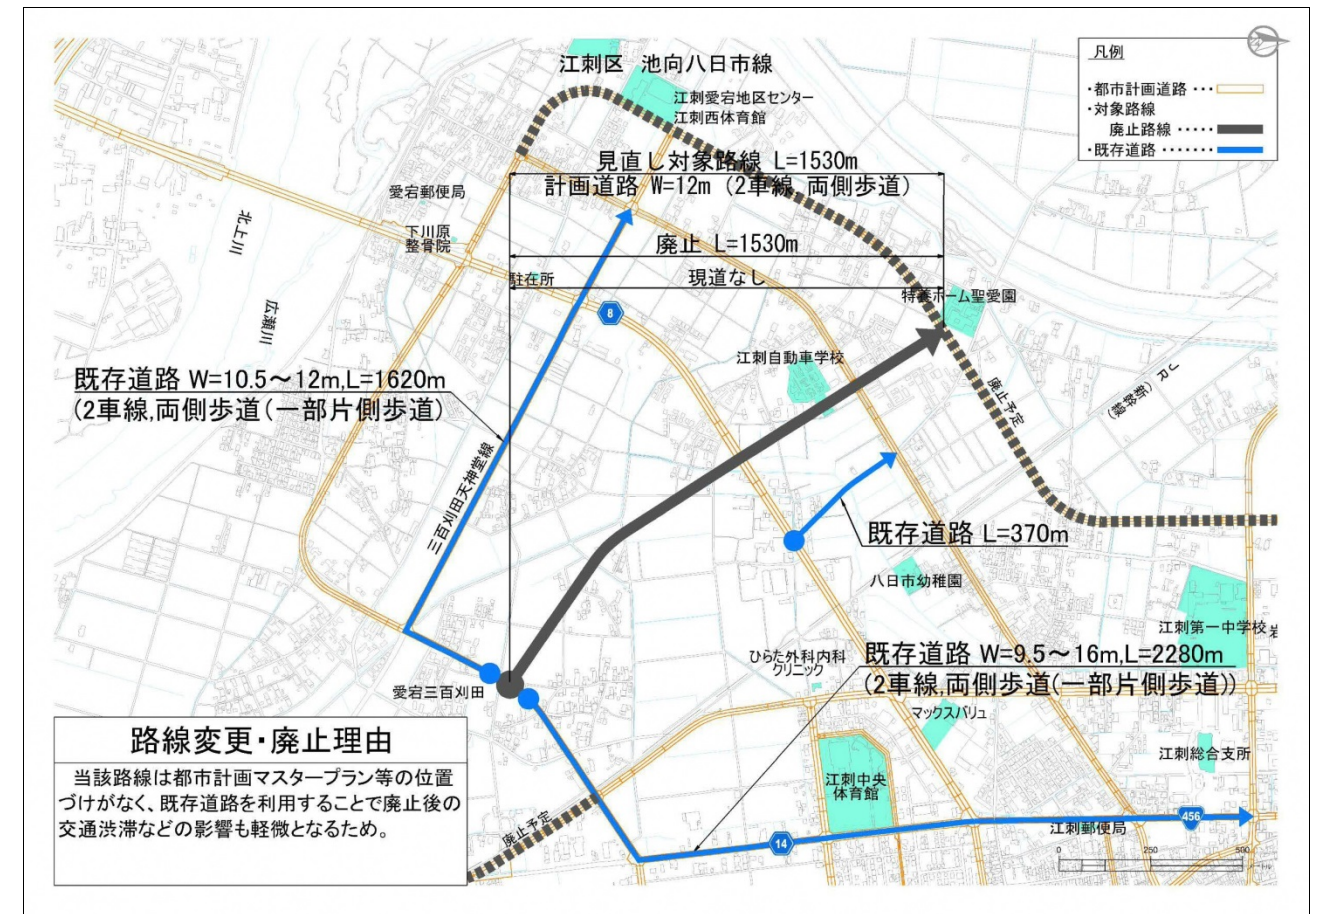 江刺区 池向八日市線
凡例
・都市計画道路 ・・・
・対象路線
廃止路線 ・・・・・
・既存道路 ・・・・・・・
江刺愛宕地区センター
江刺西体育館
見直し対象路線 L=1530m
計画道路 W=12m (2車線, 両側歩道)
愛宕郵便局
下川原
整骨院
北上川
廃止 L=1530m
駐在所
現道なし
特養ホーム聖愛園
広瀬川
8
江刺自動車学校
JR(新幹線)
既存道路 W=10.5～12m,L=1620m
(2車線,両側歩道(一部片側歩道)
廃止予定
三百刈田天神堂線
既存道路 L=370m
八日市幼稚園
江刺第一中学校
岩
ひらた外科内科
クリニック
既存道路 W=9.5～16m,L=2280m
(2車線,両側歩道(一部片側歩道))
愛宕三百刈田
マックスバリュ
江刺総合支所
路線変更・廃止理由
当該路線は都市計画マスタープラン等の位置
づけがなく、既存道路を利用することで廃止後の
交通渋滞などの影響も軽微となるため。
江刺中央
体育館
廃止予定
14
456
江刺郵便局
0 250 500
メートル